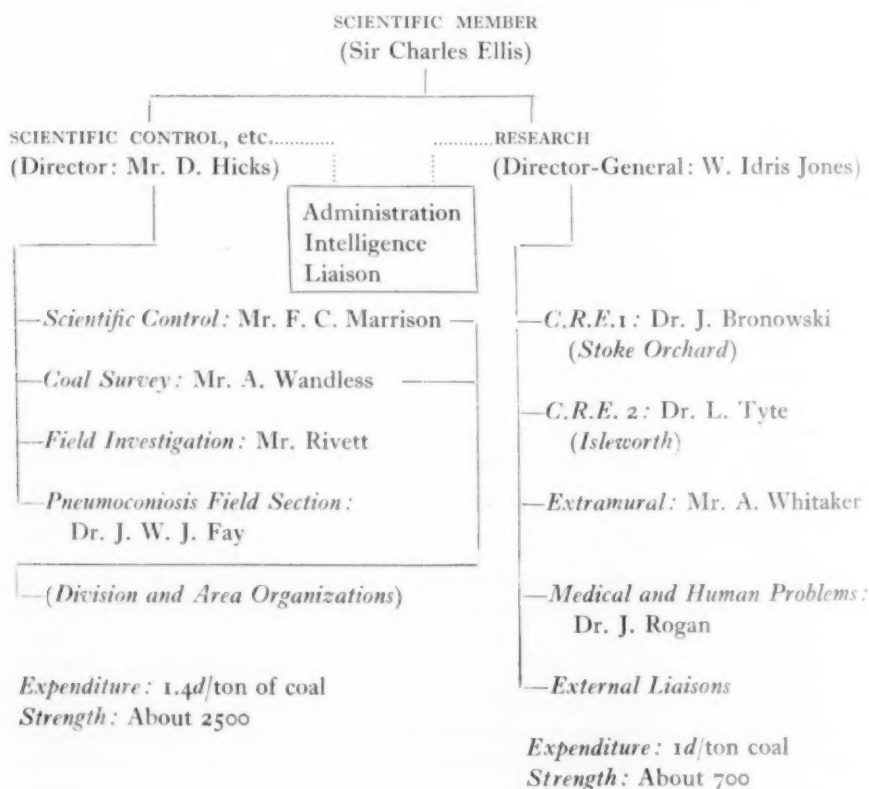 SCIENTIFIC MEMBER
(Sir Charles Ellis)
SCIENTIFIC CONTROL, etc.
(Director: Mr. D. Hicks)
RESEARCH
(Director-General: W. Idris Jones)
Administration
Intelligence
Liaison
Scientific Control: Mr. F. C. Marrison
Coal Survey: Mr. A. Wandless
Field Investigation: Mr. Rivett
Pneumoconiosis Field Section:
Dr. J. W. J. Fay
(Division and Area Organizations)
Expenditure: 1.4d/ton of coal
Strength: About 2500
C.R.E.1: Dr. J. Bronowski
(Stoke Orchard)
C.R.E. 2: Dr. L. Tyte
(Isleworth)
Extramural: Mr. A. Whitaker
Medical and Human Problems:
Dr. J. Rogan
External Liaisons
Expenditure: 1d/ton coal
Strength: About 700